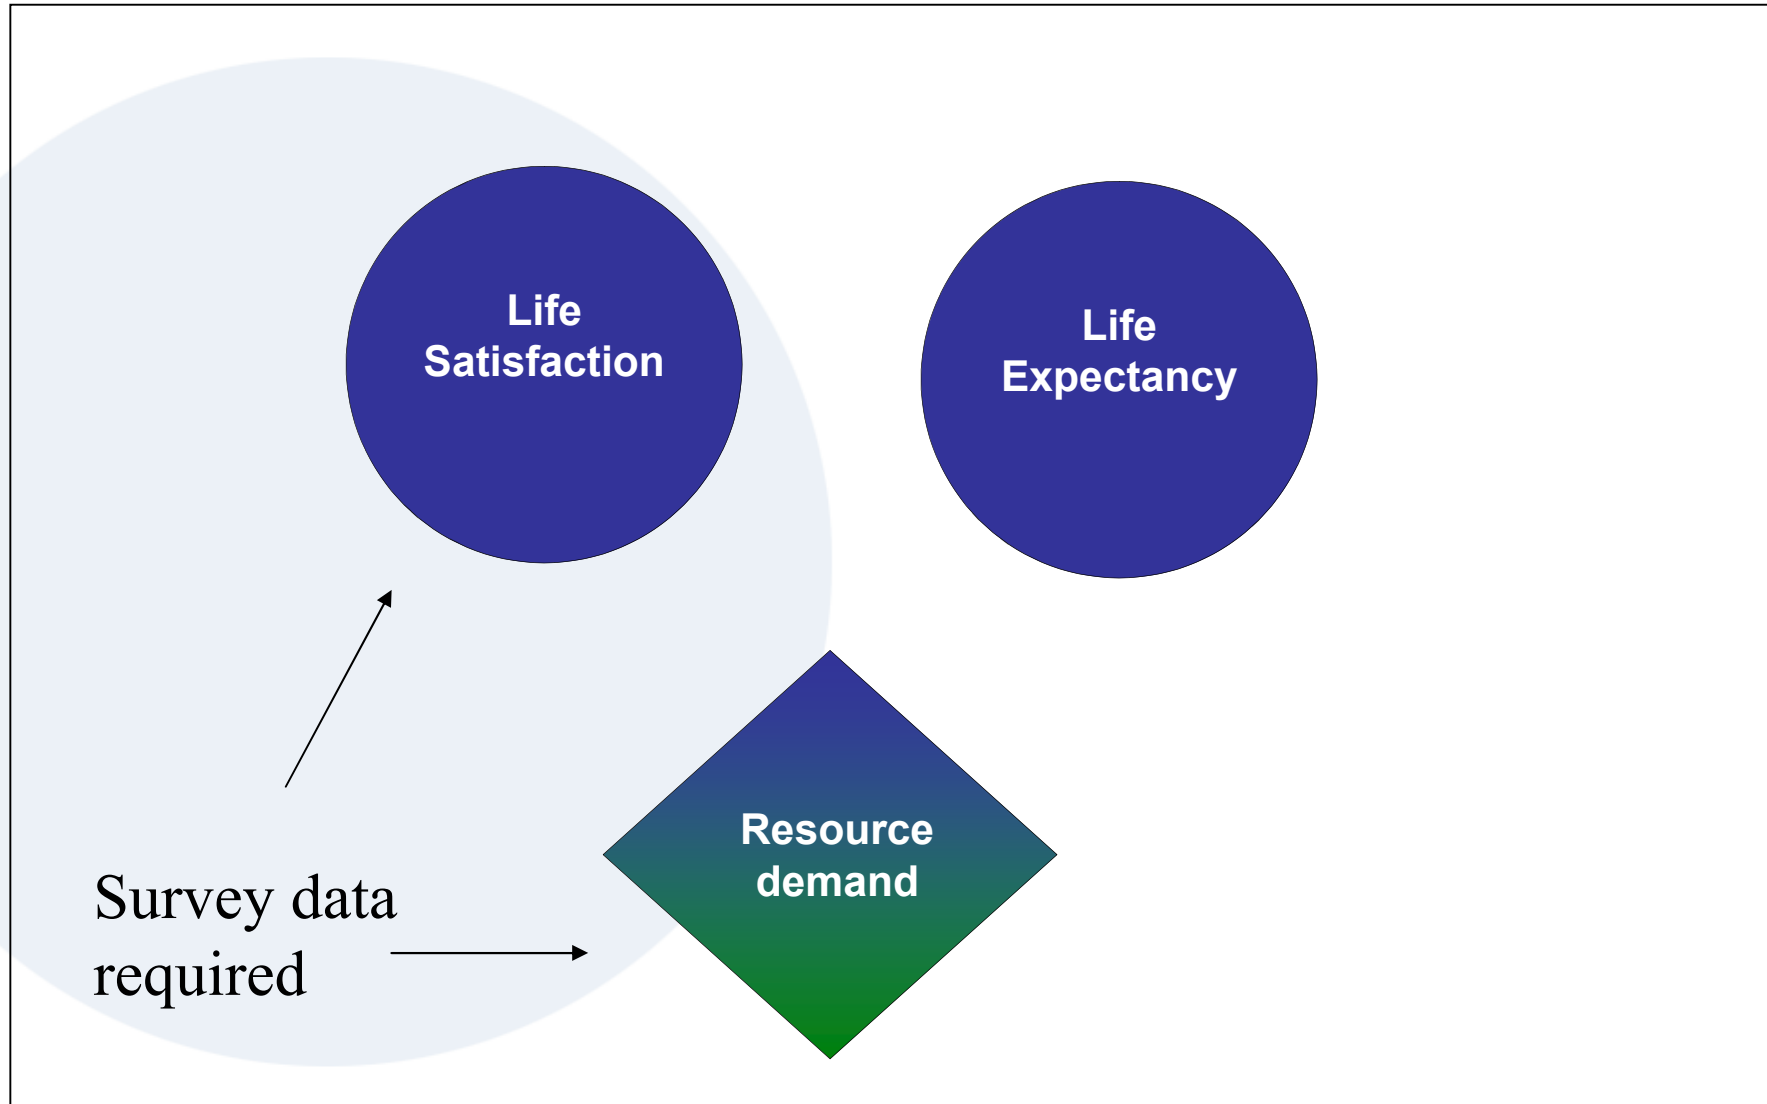 Life
Satisfaction
Life
Expectancy
Resource
demand
Survey data
required